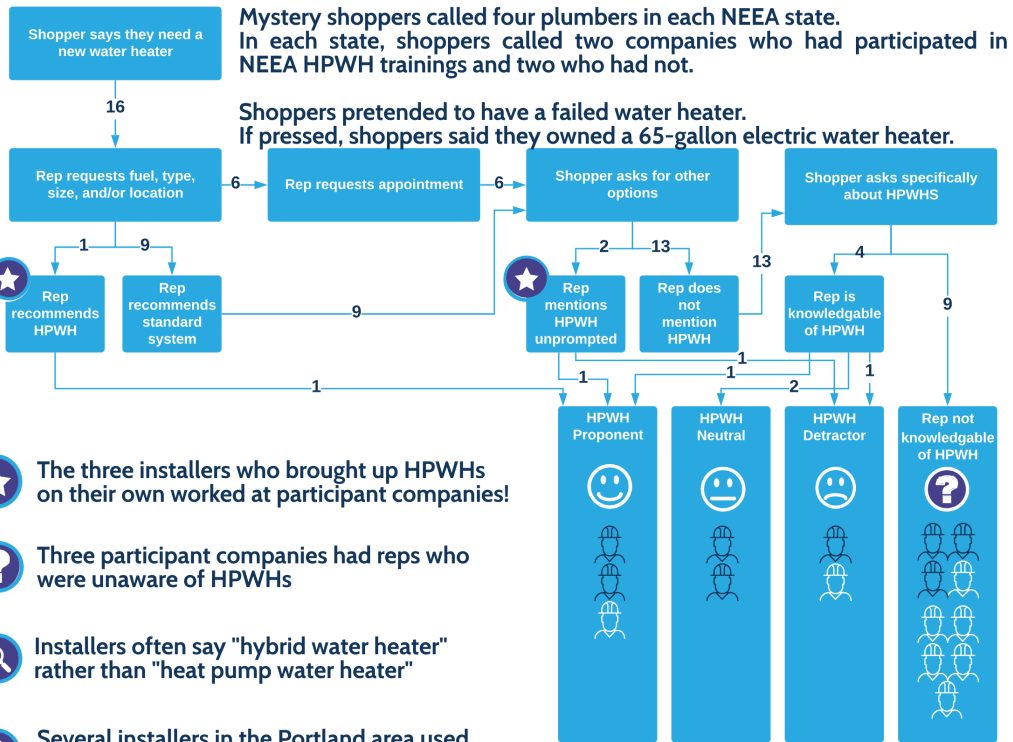 Mystery shoppers called four plumbers in each NEEA state.
In each state, shoppers called two companies who had participated in
NEEA HPWH trainings and two who had not.
Shoppers pretended to have a failed water heater.
If pressed, shoppers said they owned a 65-gallon electric water heater.
Shopper says they need a
new water heater
16
Rep requests fuel, type,
size, and/or location
6
Rep requests appointment
6
Shopper asks for other
options
Shopper asks specifically
about HPWHS
1
9
2
13
13
4
9
Rep
recommends
HPWH
Rep
recommends
standard
system
9
Rep
mentions
HPWH
unprompted
Rep does
not
mention
HPWH
Rep is
knowledgable
of HPWH
1
1
1
1
2
1
HPWH
Proponent
HPWH
Neutral
HPWH
Detractor
Rep not
knowledgable
of HPWH
?
The three installers who brought up HPWHs
on their own worked at participant companies!
?
Three participant companies had reps who
were unaware of HPWHs
Installers often say "hybrid water heater"
rather than "heat pump water heater"
Several installers in the Portland area used